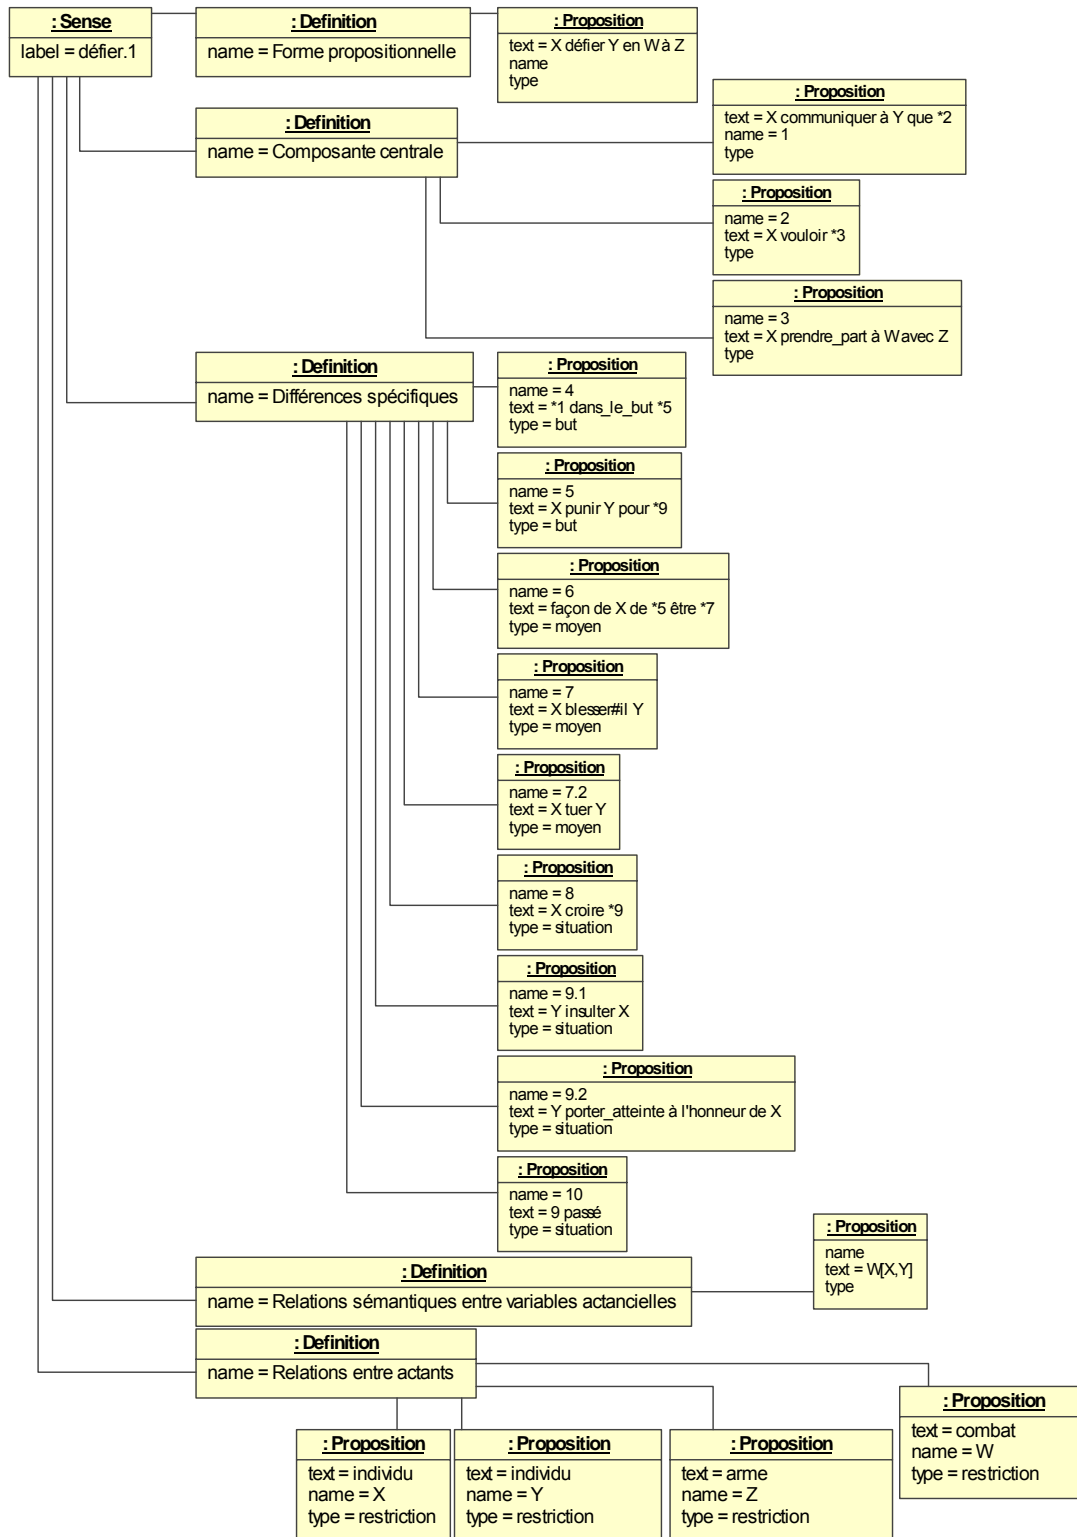 : Sense
label = défier.1
: Definition
name = Forme propositionnelle
: Proposition
text = X défier Y en W à Z
name
type
: Definition
name = Composante centrale
: Proposition
text = X communiquer à Y que *2
name = 1
type
: Proposition
name = 2
text = X vouloir *3
type
: Proposition
name = 3
text = X prendre_part à W avec Z
type
: Definition
name = Différences spécifiques
: Proposition
name = 4
text = *1 dans_le_but *5
type = but
: Proposition
name = 5
text = X punir Y pour *9
type = but
: Proposition
name = 6
text = façon de X de *5 être *7
type = moyen
: Proposition
name = 7
text = X blesser#il Y
type = moyen
: Proposition
name = 7.2
text = X tuer Y
type = moyen
: Proposition
name = 8
text = X croire *9
type = situation
: Proposition
name = 9.1
text = Y insulter X
type = situation
: Proposition
name = 9.2
text = Y porter_atteinte à l'honneur de X
type = situation
: Proposition
name = 10
text = 9 passé
type = situation
: Definition
name = Relations sémantiques entre variables actancielles
: Proposition
name
text = W[X,Y]
type
: Definition
name = Relations entre actants
: Proposition
text = individu
name = X
type = restriction
: Proposition
text = individu
name = Y
type = restriction
: Proposition
text = arme
name = Z
type = restriction
: Proposition
text = combat
name = W
type = restriction